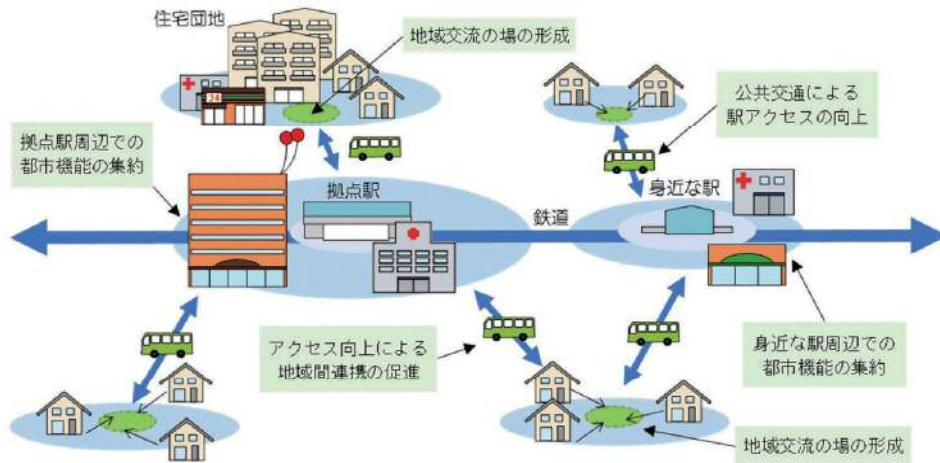 住宅団地
地域交流の場の形成
公共交通による
駅アクセスの向上
拠点駅周辺での
都市機能の集約
24
拠点駅
身近な駅
鉄道
アクセス向上による
地域間連携の促進
身近な駅周辺での
都市機能の集約
地域交流の場の形成